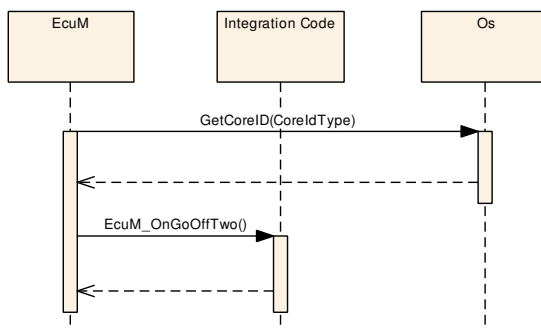 EcuM
Integration Code
Os
GetCoreID(CoreIdType)
EcuM_OnGoOffTwo()